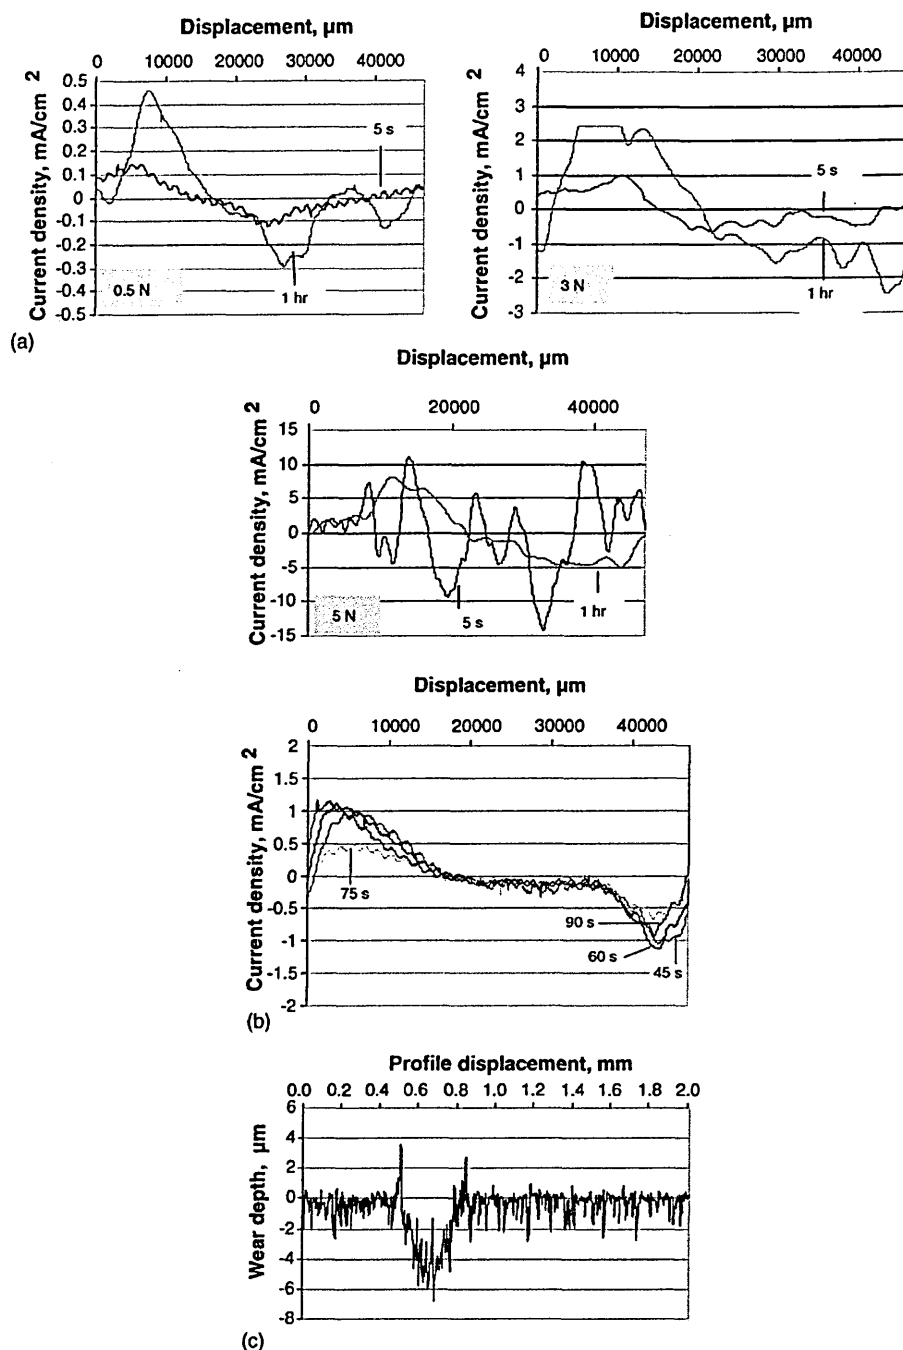 Displacement, µm
0 10000 20000 30000 40000
Current density, mA/cm 2
0.5
0.4
0.3
0.2
0.1
0
-0.1
-0.2
-0.3
-0.4
-0.5
5 s
1 hr
0.5 N
Displacement, µm
0 10000 20000 30000 40000
Current density, mA/cm 2
4
3
2
1
0
-1
-2
-3
5 s
1 hr
3 N
(a)
Displacement, µm
0 20000 40000
Current density, mA/cm 2
15
10
5
0
-5
-10
-15
5 N
5 s
1 hr
Displacement, µm
0 10000 20000 30000 40000
Current density, mA/cm 2
2
1.5
1
0.5
0
-0.5
-1
-1.5
-2
75 s
90 s
60 s
45 s
(b)
Profile displacement, mm
0.0 0.2 0.4 0.6 0.8 1.0 1.2 1.4 1.6 1.8 2.0
Wear depth, µm
6
4
2
0
-2
-4
-6
-8
(c)